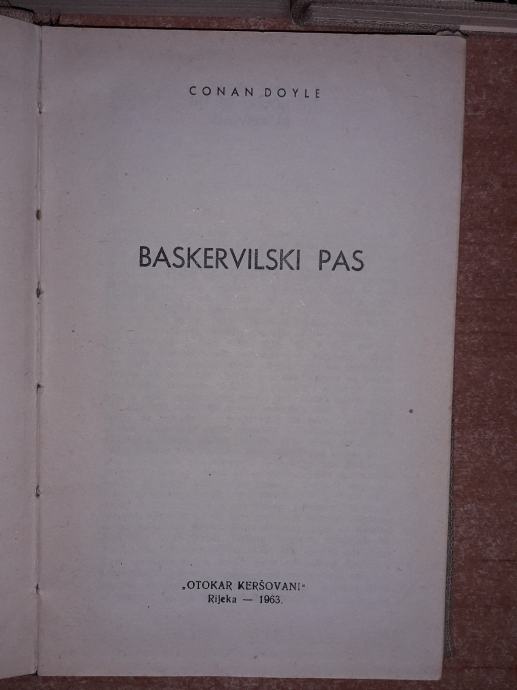 CONAN DOYLE
BASKERVILSKI PAS
„OTOKAR KERŠOVANI“
Rijeka — 1963.